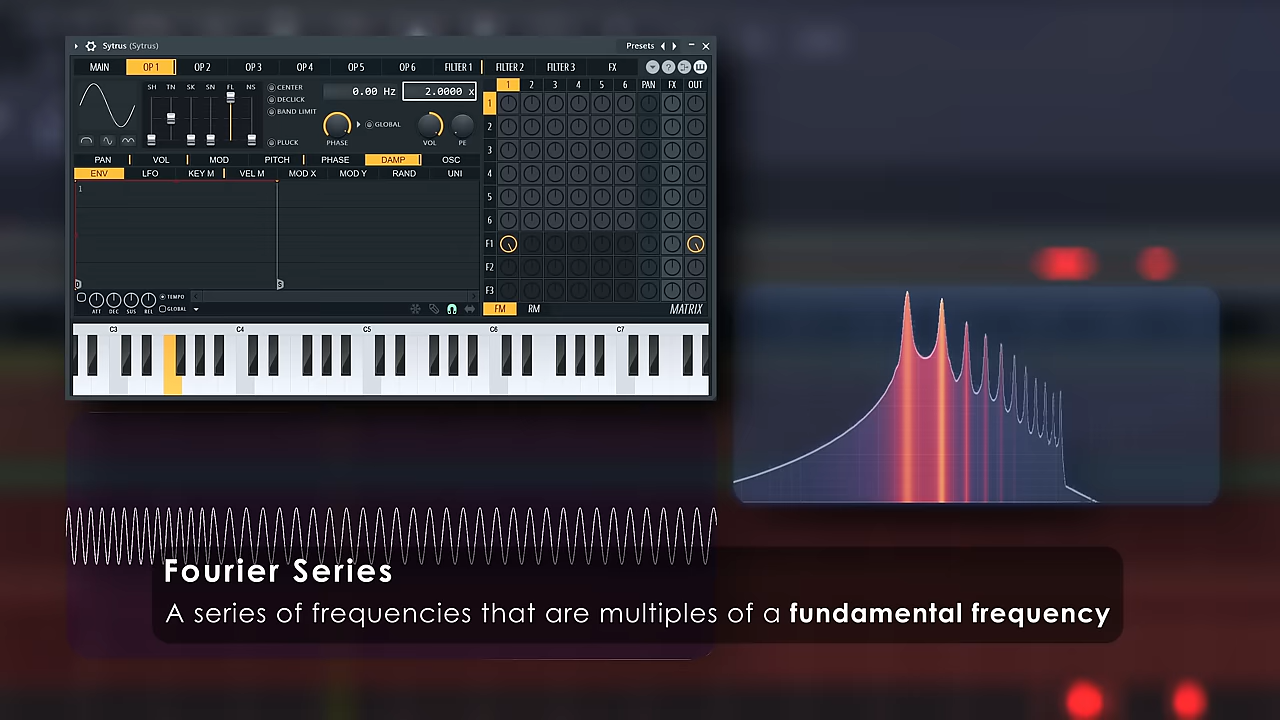 Sytrus (Sytrus) Presets
MAIN OP 1 OP 2 OP 3 OP 4 OP 5 OP 6 FILTER 1 FILTER 2 FILTER 3 FX
SH TN SK SN FL NS
CENTER
DECLICK
BAND LIMIT
PLUCK
0.00 Hz 2.0000 x
GLOBAL
PHASE VOL PE
PAN VOL MOD PITCH PHASE DAMP OSC
ENV LFO KEY M VEL M MOD X MOD Y RAND UNI
1
ATT DEC SUS REL
TEMPO
GLOBAL
1 2 3 4 5 6 PAN FX OUT
1
2
3
4
5
6
F1
F2
F3
FM RM MATRIX
C3 C4 C5 C6 C7
Fourier Series
A series of frequencies that are multiples of a fundamental frequency